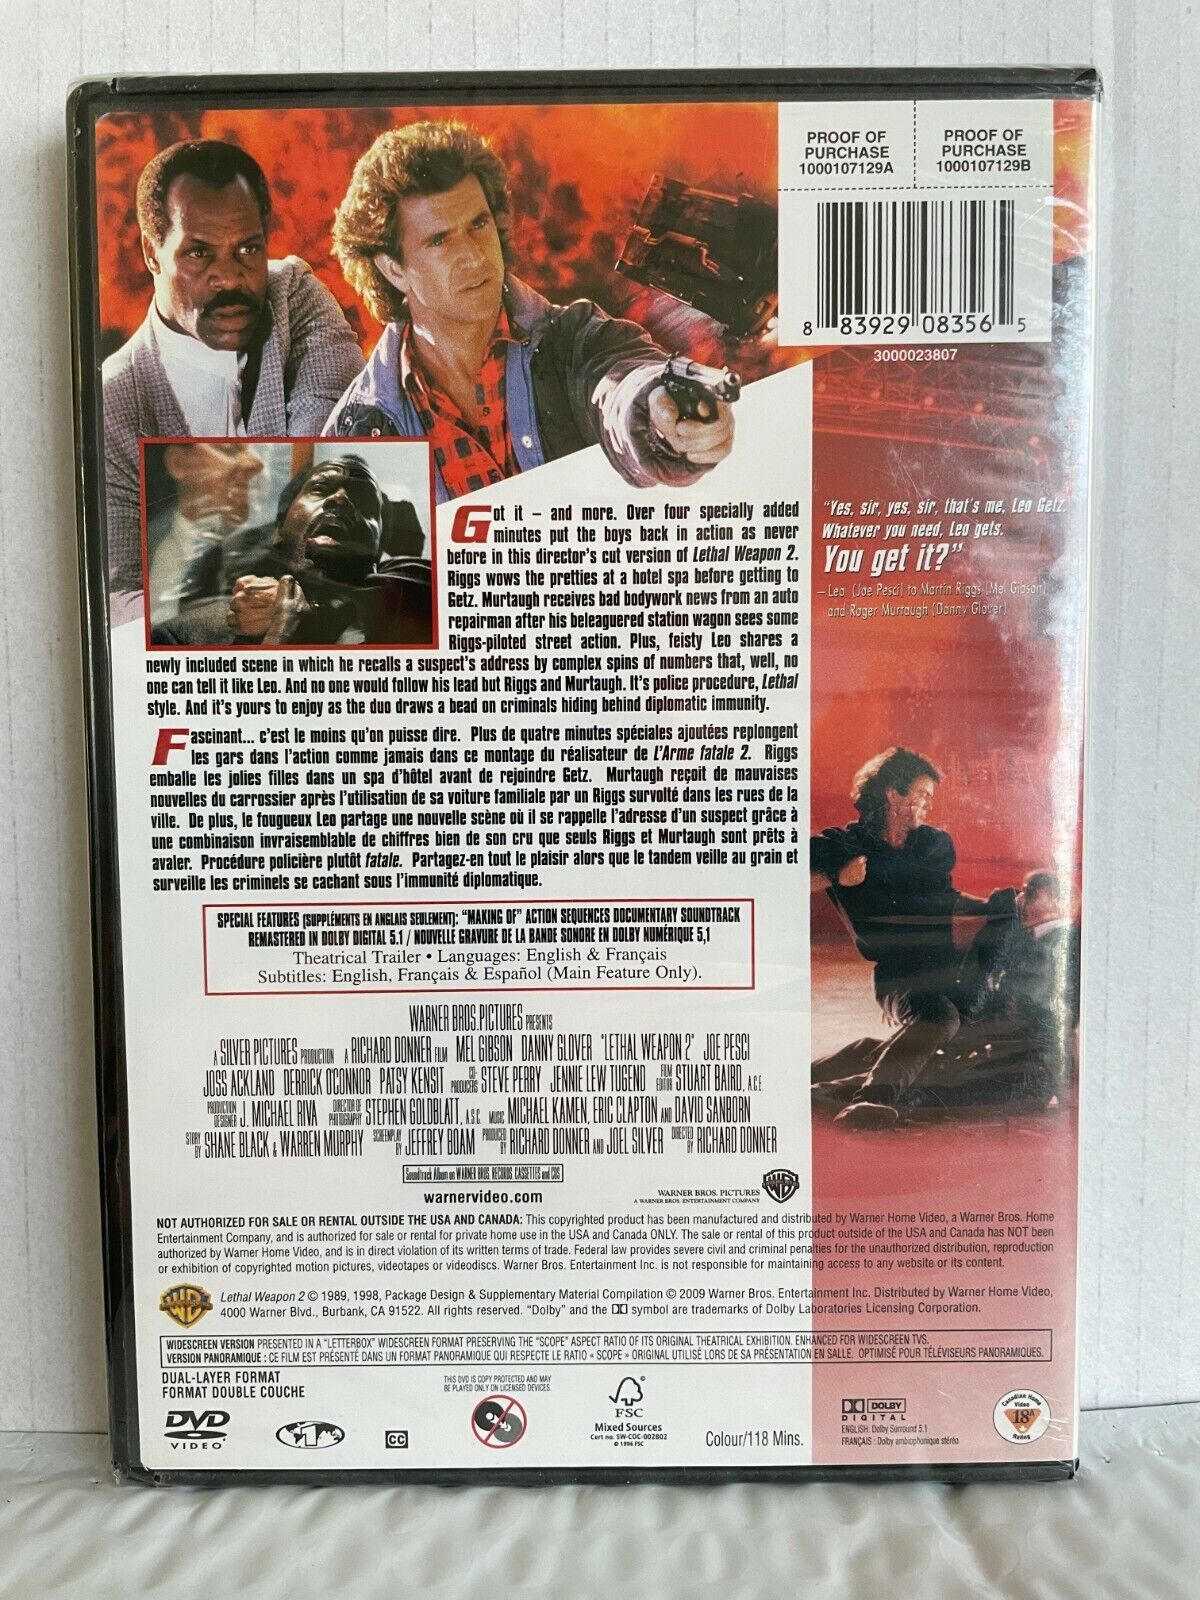 PROOF OF
PURCHASE
1000107129A
PROOF OF
PURCHASE
1000107129B
8 83929 08356 5
3000023807
"Yes, sir, yes, sir, that's me, Leo Getz.
Whatever you need, Leo gets.
You get it?"
– Leo (Joe Pesci) to Martin Riggs (Mel Gibson)
and Roger Murtaugh (Danny Glover)
Got it – and more. Over four specially added
minutes put the boys back in action as never
before in this director's cut version of Lethal Weapon 2.
Riggs wows the pretties at a hotel spa before getting to
Getz. Murtaugh receives bad bodywork news from an auto
repairman after his beleaguered station wagon sees some
Riggs-piloted street action. Plus, feisty Leo shares a
newly included scene in which he recalls a suspect's address by complex spins of numbers that, well, no
one can tell it like Leo. And no one would follow his lead but Riggs and Murtaugh. It's police procedure, Lethal
style. And it's yours to enjoy as the duo draws a bead on criminals hiding behind diplomatic immunity.
Fascinant... c'est le moins qu'on puisse dire. Plus de quatre minutes spéciales ajoutées replongent
les gars dans l'action comme jamais dans ce montage du réalisateur de L'Arme fatale 2. Riggs
emballe les jolies filles dans un spa d'hôtel avant de rejoindre Getz. Murtaugh reçoit de mauvaises
nouvelles du carrossier après l'utilisation de sa voiture familiale par un Riggs survolté dans les rues de la
ville. De plus, le fougueux Leo partage une nouvelle scène où il se rappelle l'adresse d'un suspect grâce à
une combinaison invraisemblable de chiffres bien de son cru que seuls Riggs et Murtaugh sont prêts à
avaler. Procédure policière plutôt fatale. Partagez-en tout le plaisir alors que le tandem veille au grain et
surveille les criminels se cachant sous l'immunité diplomatique.
SPECIAL FEATURES (SUPPLÉMENTS EN ANGLAIS SEULEMENT): "MAKING OF" ACTION SEQUENCES DOCUMENTARY SOUNDTRACK
REMASTERED IN DOLBY DIGITAL 5.1 / NOUVELLE GRAVURE DE LA BANDE SONORE EN DOLBY NUMÉRIQUE 5,1
Theatrical Trailer • Languages: English & Français
Subtitles: English, Français & Español (Main Feature Only).
WARNER BROS. PICTURES PRESENTS
A SILVER PICTURES PRODUCTION A RICHARD DONNER FILM MEL GIBSON DANNY GLOVER "LETHAL WEAPON 2" JOE PESCI
JOSS ACKLAND DERRICK O'CONNOR PATSY KENSIT CO-PRODUCERS STEVE PERRY, JENNIE LEW TUGEND FILM EDITOR STUART BAIRD, A.C.E.
PRODUCTION DESIGNER J. MICHAEL RIVA DIRECTOR OF PHOTOGRAPHY STEPHEN GOLDBLATT, A.S.C. MUSIC MICHAEL KAMEN, ERIC CLAPTON AND DAVID SANBORN
STORY BY SHANE BLACK & WARREN MURPHY SCREENPLAY BY JEFFREY BOAM PRODUCED BY RICHARD DONNER AND JOEL SILVER DIRECTED BY RICHARD DONNER
Soundtrack Album on WARNER BROS. RECORDS, CASSETTES and CDS
warnervideo.com
WARNER BROS. PICTURES
A WARNER BROS. ENTERTAINMENT COMPANY
NOT AUTHORIZED FOR SALE OR RENTAL OUTSIDE THE USA AND CANADA: This copyrighted product has been manufactured and distributed by Warner Home Video, a Warner Bros. Home
Entertainment Company, and is authorized for sale or rental for private home use in the USA and Canada ONLY. The sale or rental of this product outside of the USA and Canada has NOT been
authorized by Warner Home Video, and is in direct violation of its written terms of trade. Federal law provides severe civil and criminal penalties for the unauthorized distribution, reproduction
or exhibition of copyrighted motion pictures, videotapes or videodiscs. Warner Bros. Entertainment Inc. is not responsible for maintaining access to any website or its content.
Lethal Weapon 2 © 1989, 1998, Package Design & Supplementary Material Compilation © 2009 Warner Bros. Entertainment Inc. Distributed by Warner Home Video,
4000 Warner Blvd., Burbank, CA 91522. All rights reserved. "Dolby" and the DD symbol are trademarks of Dolby Laboratories Licensing Corporation.
WIDESCREEN VERSION PRESENTED IN A "LETTERBOX" WIDESCREEN FORMAT PRESERVING THE "SCOPE" ASPECT RATIO OF ITS ORIGINAL THEATRICAL EXHIBITION. ENHANCED FOR WIDESCREEN TVS.
VERSION PANORAMIQUE : CE FILM EST PRÉSENTÉ DANS UN FORMAT PANORAMIQUE QUI RESPECTE LE RATIO « SCOPE » ORIGINAL UTILISÉ LORS DE SA PRÉSENTATION EN SALLE. OPTIMISÉ POUR TÉLÉVISEURS PANORAMIQUES.
DUAL-LAYER FORMAT
FORMAT DOUBLE COUCHE
DVD
VIDEO
1
CC
THIS DVD IS COPY PROTECTED AND MAY
BE PLAYED ONLY ON LICENSED DEVICES.
FSC
Mixed Sources
Cert no. SW-COC-002802
© 1996 FSC
Colour/118 Mins.
DOLBY
DIGITAL
ENGLISH: Dolby Surround 5.1
FRANÇAIS : Dolby ambiophonique stéréo
Canadian Home
Video
18A
Rating